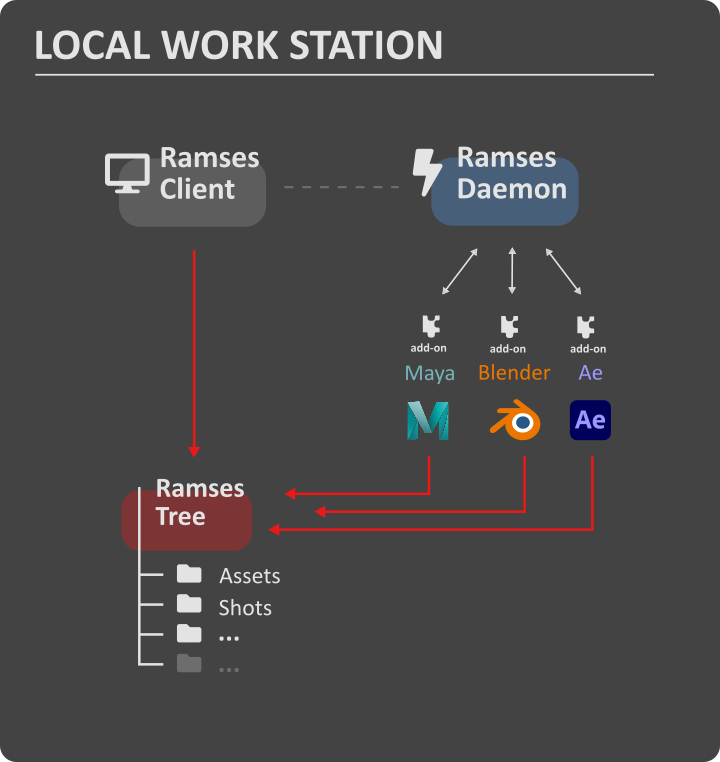 LOCAL WORK STATION
Ramses
Client
Ramses
Daemon
add-on
add-on
add-on
Maya
Blender
Ae
Ae
Ramses
Tree
Assets
Shots
...
...